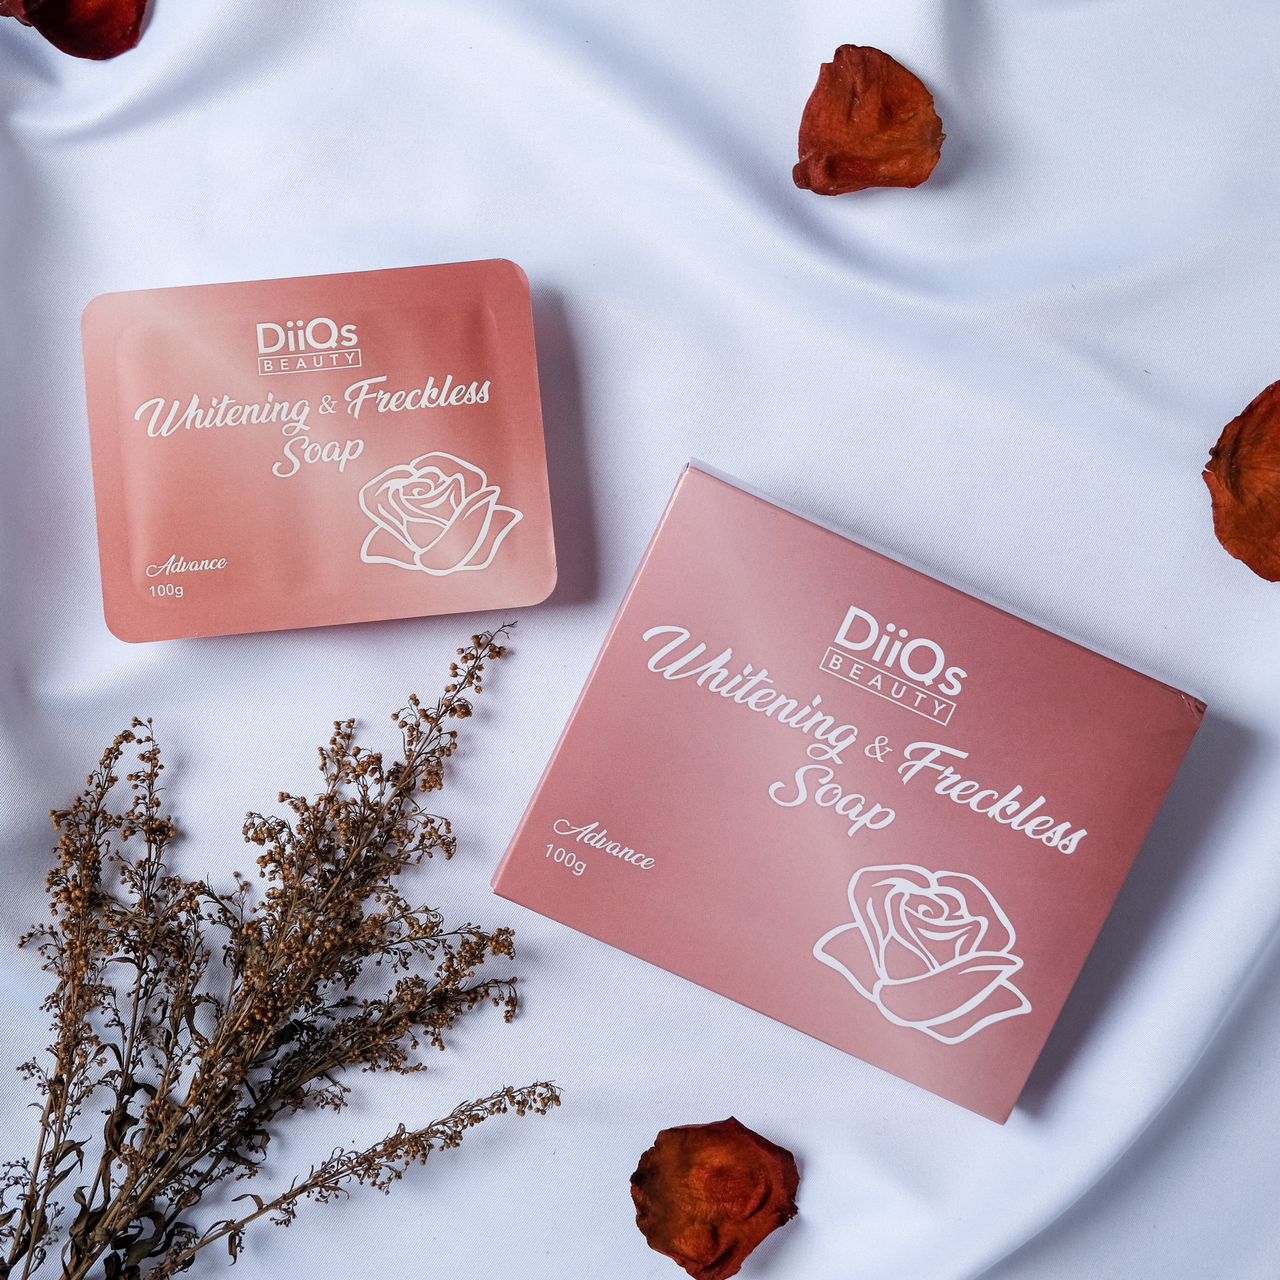 DiiQs
BEAUTY
Whitening & Freckless
Soap
Advance
100g
DiiQs
BEAUTY
Whitening & Freckless
Soap
Advance
100g